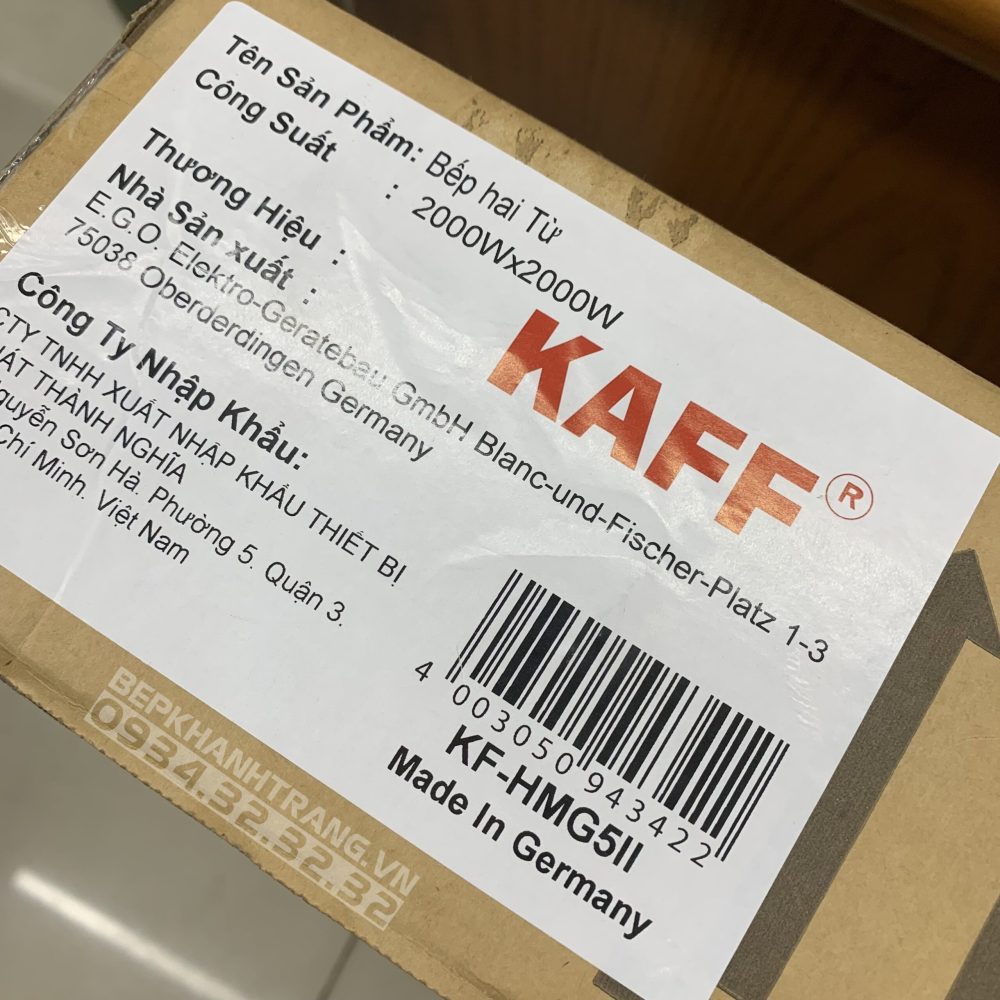 Tên Sản Phẩm: Bếp hai Từ
Công Suất : 2000Wx2000W
Thương Hiệu : KAFF®
Nhà Sản xuất :
E.G.O. Elektro-Geratebau GmbH Blanc-und-Fischer-Platz 1-3
75038 Oberderdingen Germany
Công Ty Nhập Khẩu:
CTY TNHH XUẤT NHẬP KHẨU THIẾT BỊ
THÀNH NGHĨA
Nguyễn Sơn Hà. Phường 5. Quận 3.
Chí Minh. Việt Nam
4 003050 943422
KF-HMG5II
Made In Germany
BEPKHANHTRANG.VN
0934.32.32.32